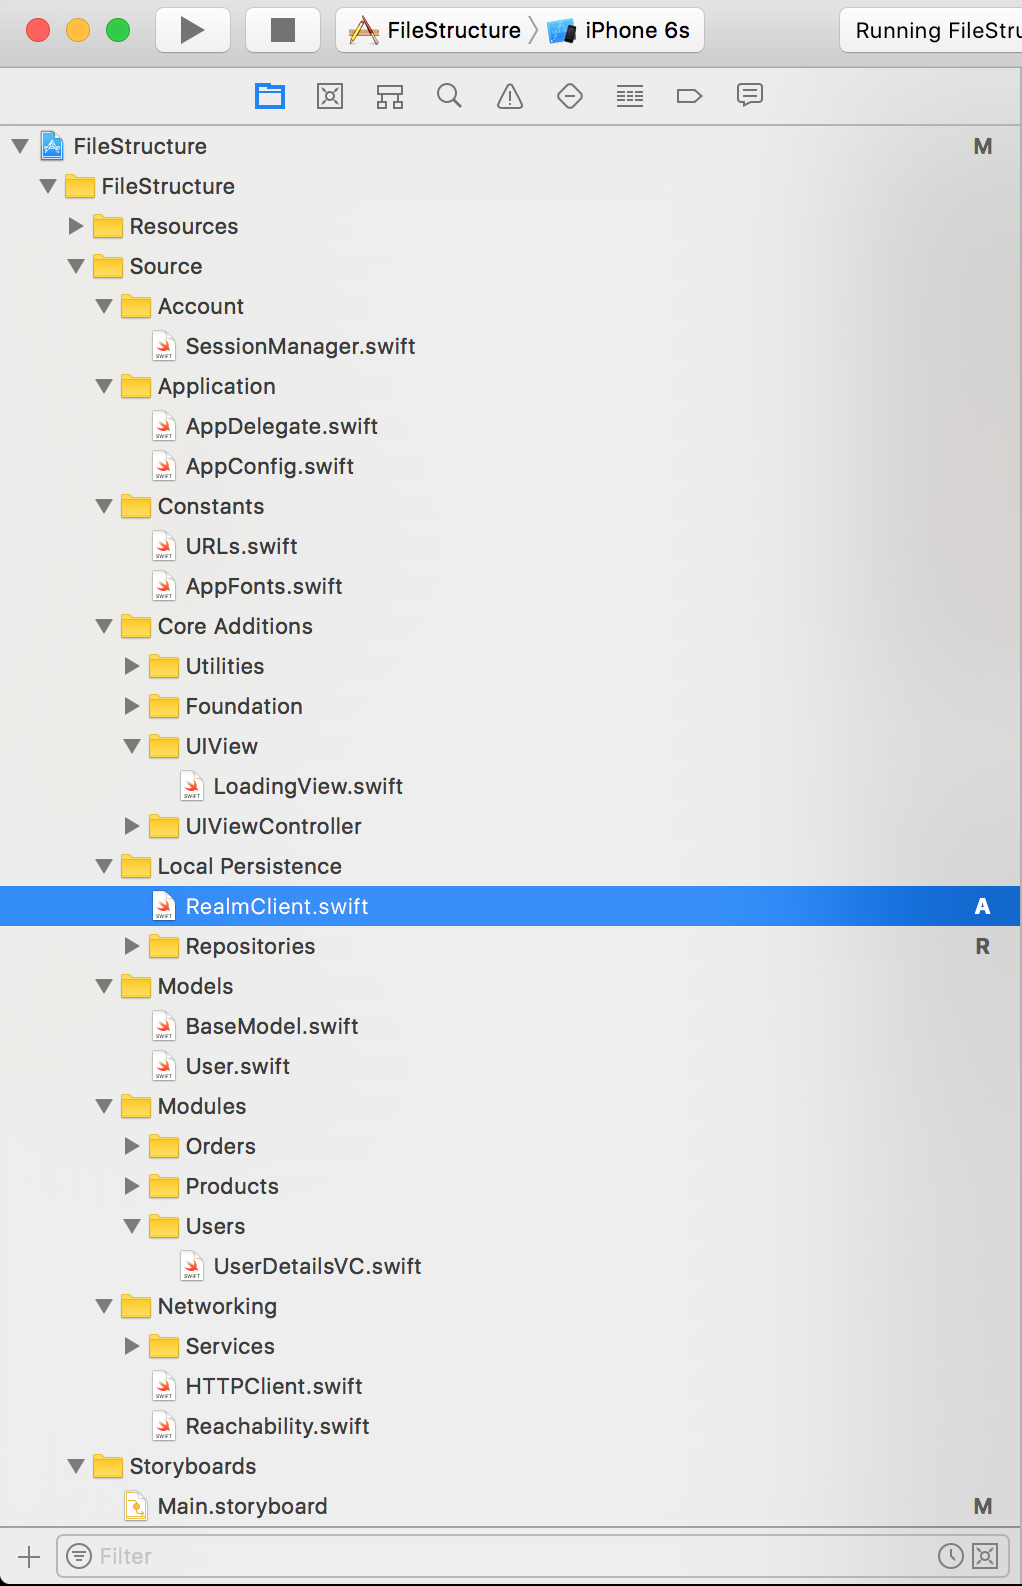 FileStructure iPhone 6s Running FileStru
FileStructure M
FileStructure
Resources
Source
Account
SessionManager.swift
Application
AppDelegate.swift
AppConfig.swift
Constants
URLs.swift
AppFonts.swift
Core Additions
Utilities
Foundation
UIView
LoadingView.swift
UIViewController
Local Persistence
RealmClient.swift A
Repositories R
Models
BaseModel.swift
User.swift
Modules
Orders
Products
Users
UserDetailsVC.swift
Networking
Services
HTTPClient.swift
Reachability.swift
Storyboards
Main.storyboard M
Filter